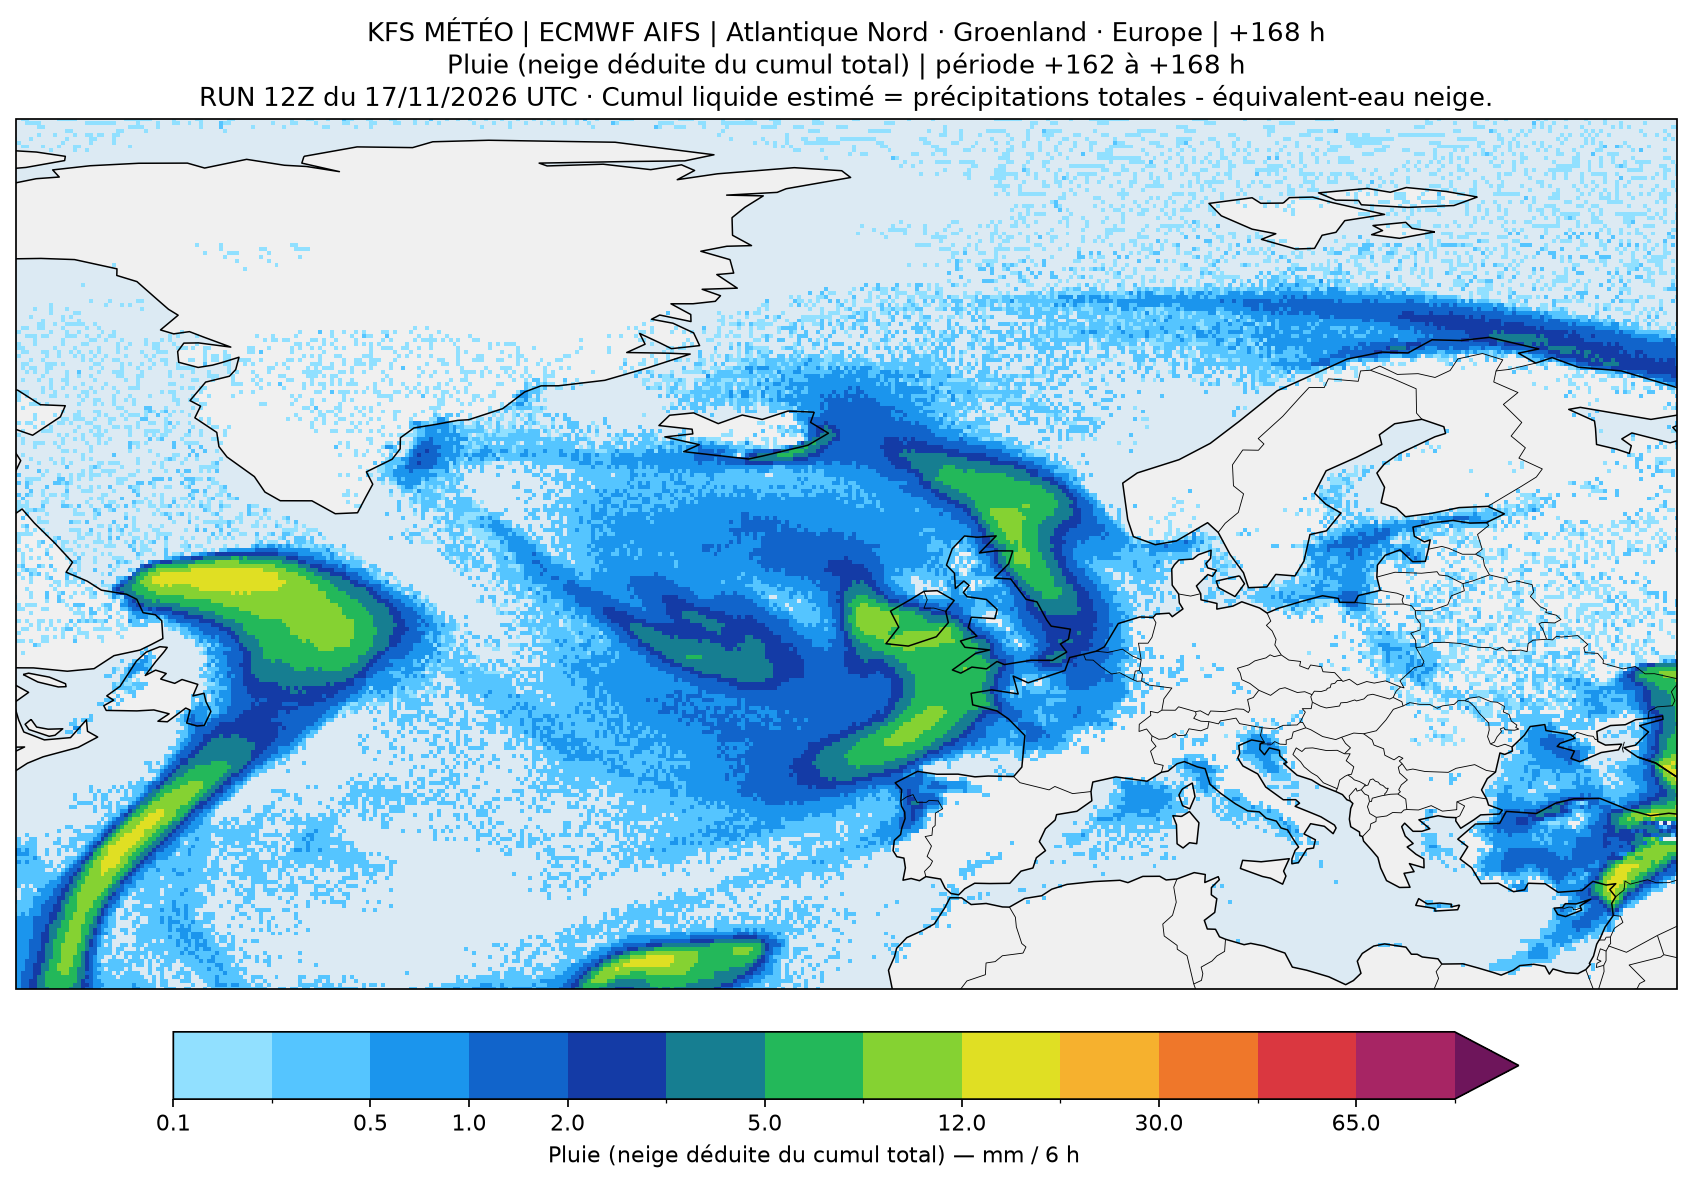 KFS MÉTÉO | ECMWF AIFS | Atlantique Nord · Groenland · Europe | +168 h
Pluie (neige déduite du cumul total) | période +162 à +168 h
RUN 12Z du 17/11/2026 UTC · Cumul liquide estimé = précipitations totales - équivalent-eau neige.
0.1 0.5 1.0 2.0 5.0 12.0 30.0 65.0
Pluie (neige déduite du cumul total) — mm / 6 h